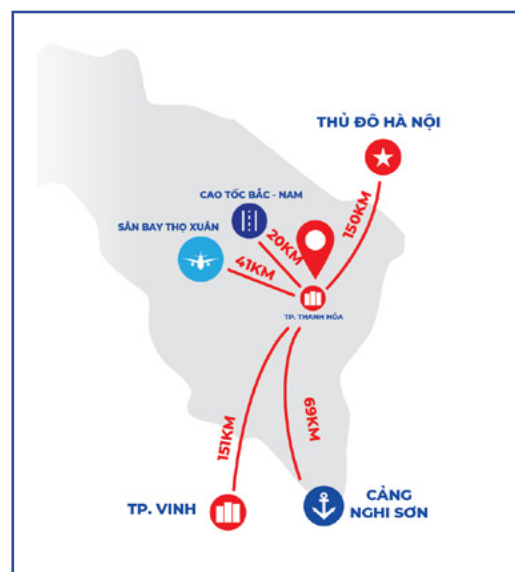 THỦ ĐÔ HÀ NỘI
CAO TỐC BẮC - NAM
150KM
SÂN BAY THỌ XUÂN
20KM
41KM
TP. THANH HÓA
151KM
69KM
TP. VINH
CẢNG
NGHI SƠN